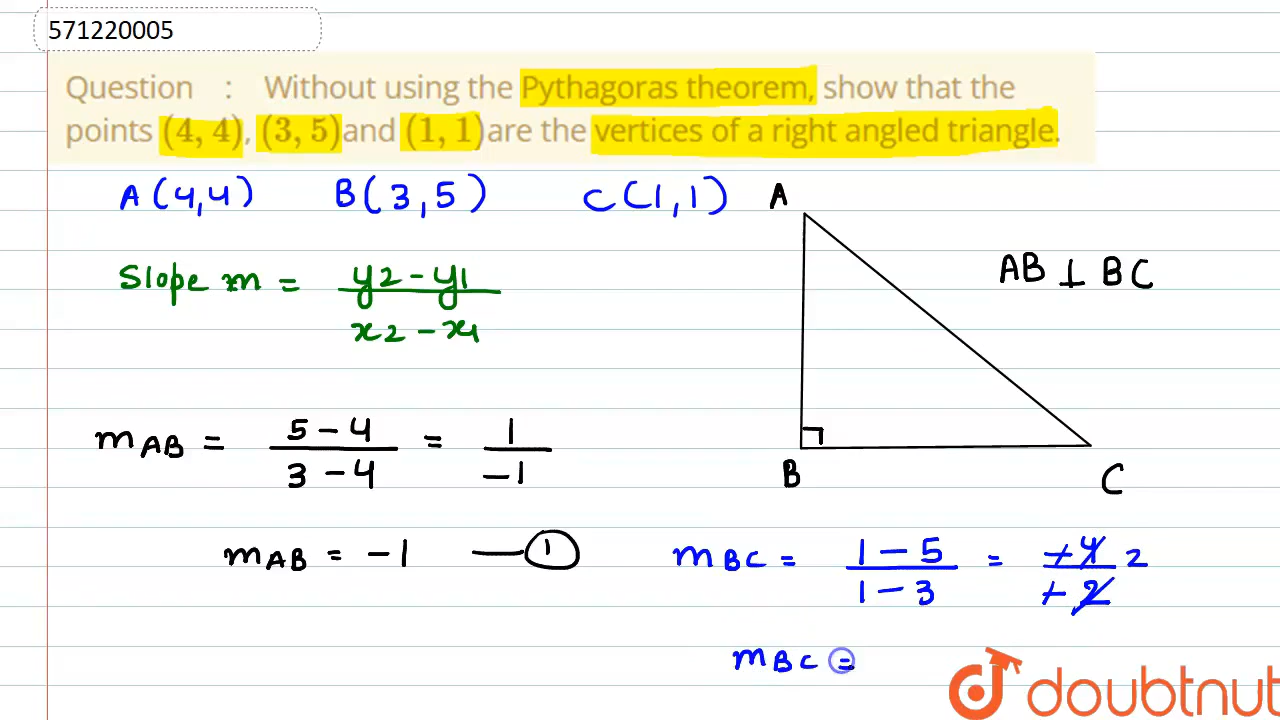 571220005
Question : Without using the Pythagoras theorem, show that the
points (4, 4), (3, 5)and (1, 1)are the vertices of a right angled triangle.
A (4,4) B(3,5) C(1,1)
A
AB ⊥ BC
Slope m = y2 - y1
x2 - x1
mAB = 5 - 4 = 1
3 - 4 -1
B C
mAB = -1 — 1
mBC = 1 - 5 = -4 2
1 - 3 -2
mBC =
doubtnut